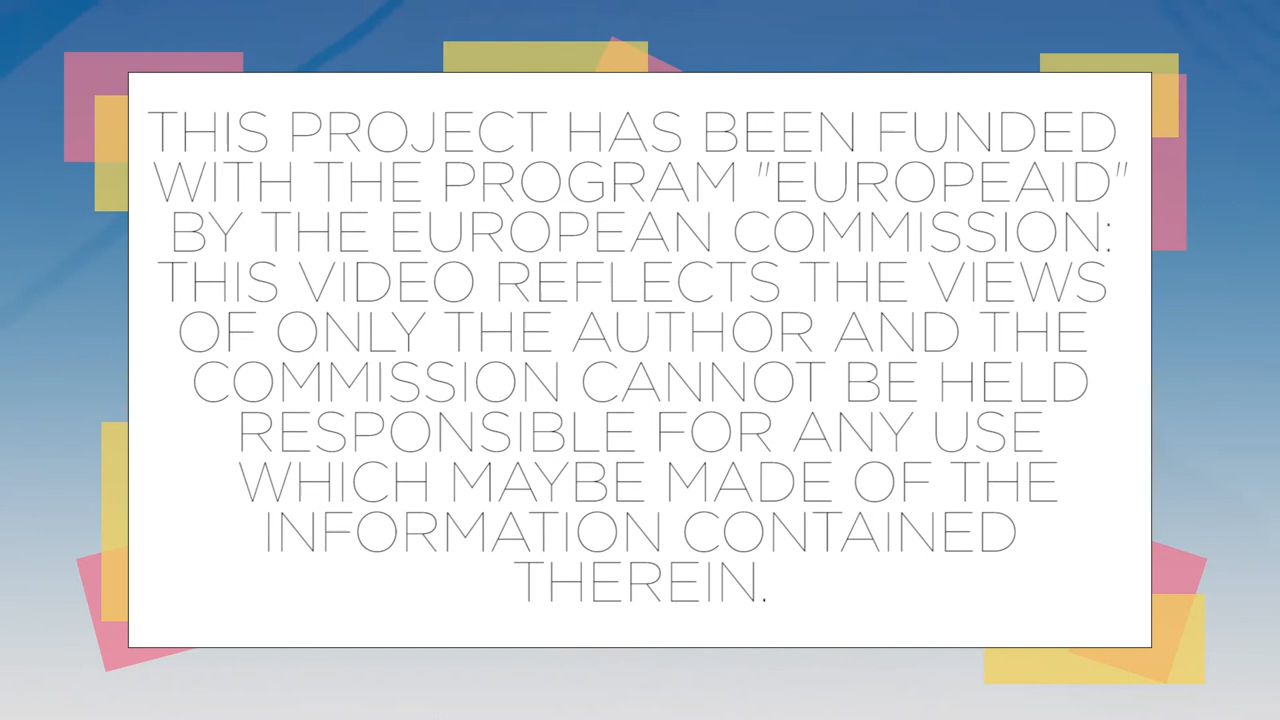 THIS PROJECT HAS BEEN FUNDED
WITH THE PROGRAM "EUROPEAID"
BY THE EUROPEAN COMMISSION:
THIS VIDEO REFLECTS THE VIEWS
OF ONLY THE AUTHOR AND THE
COMMISSION CANNOT BE HELD
RESPONSIBLE FOR ANY USE
WHICH MAYBE MADE OF THE
INFORMATION CONTAINED
THEREIN.